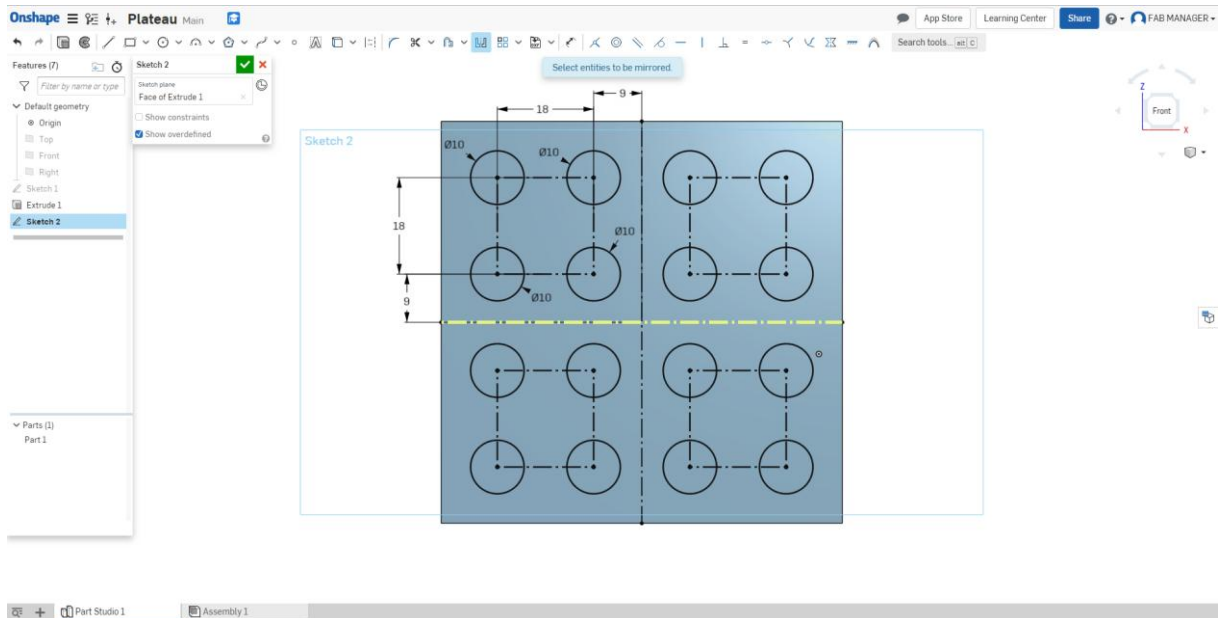 Onshape Plateau Main App Store Learning Center Share FAB MANAGER
Search tools... alt C
Features (7)
Filter by name or type
Default geometry
Origin
Top
Front
Right
Sketch 1
Extrude 1
Sketch 2
Sketch 2
Sketch plane
Face of Extrude 1
Show constraints
Show overdefined
Select entities to be mirrored.
Sketch 2
9
18
Ø10
Ø10
18
Ø10
9
Ø10
Z
Front
X
Parts (1)
Part 1
Part Studio 1
Assembly 1